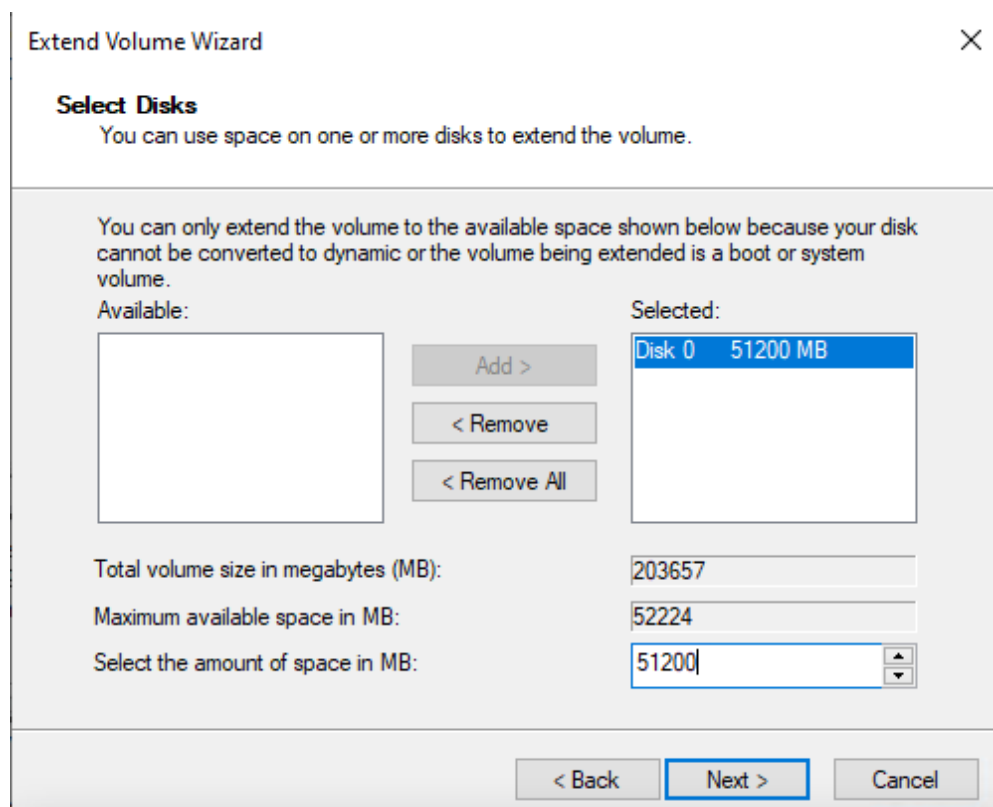 Extend Volume Wizard
Select Disks
You can use space on one or more disks to extend the volume.
You can only extend the volume to the available space shown below because your disk
cannot be converted to dynamic or the volume being extended is a boot or system
volume.
Available:
Selected:
Disk 0 51200 MB
Add >
< Remove
< Remove All
Total volume size in megabytes (MB): 203657
Maximum available space in MB: 52224
Select the amount of space in MB: 51200
< Back Next > Cancel